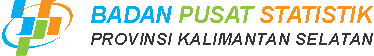 BADAN PUSAT STATISTIK
PROVINSI KALIMANTAN SELATAN